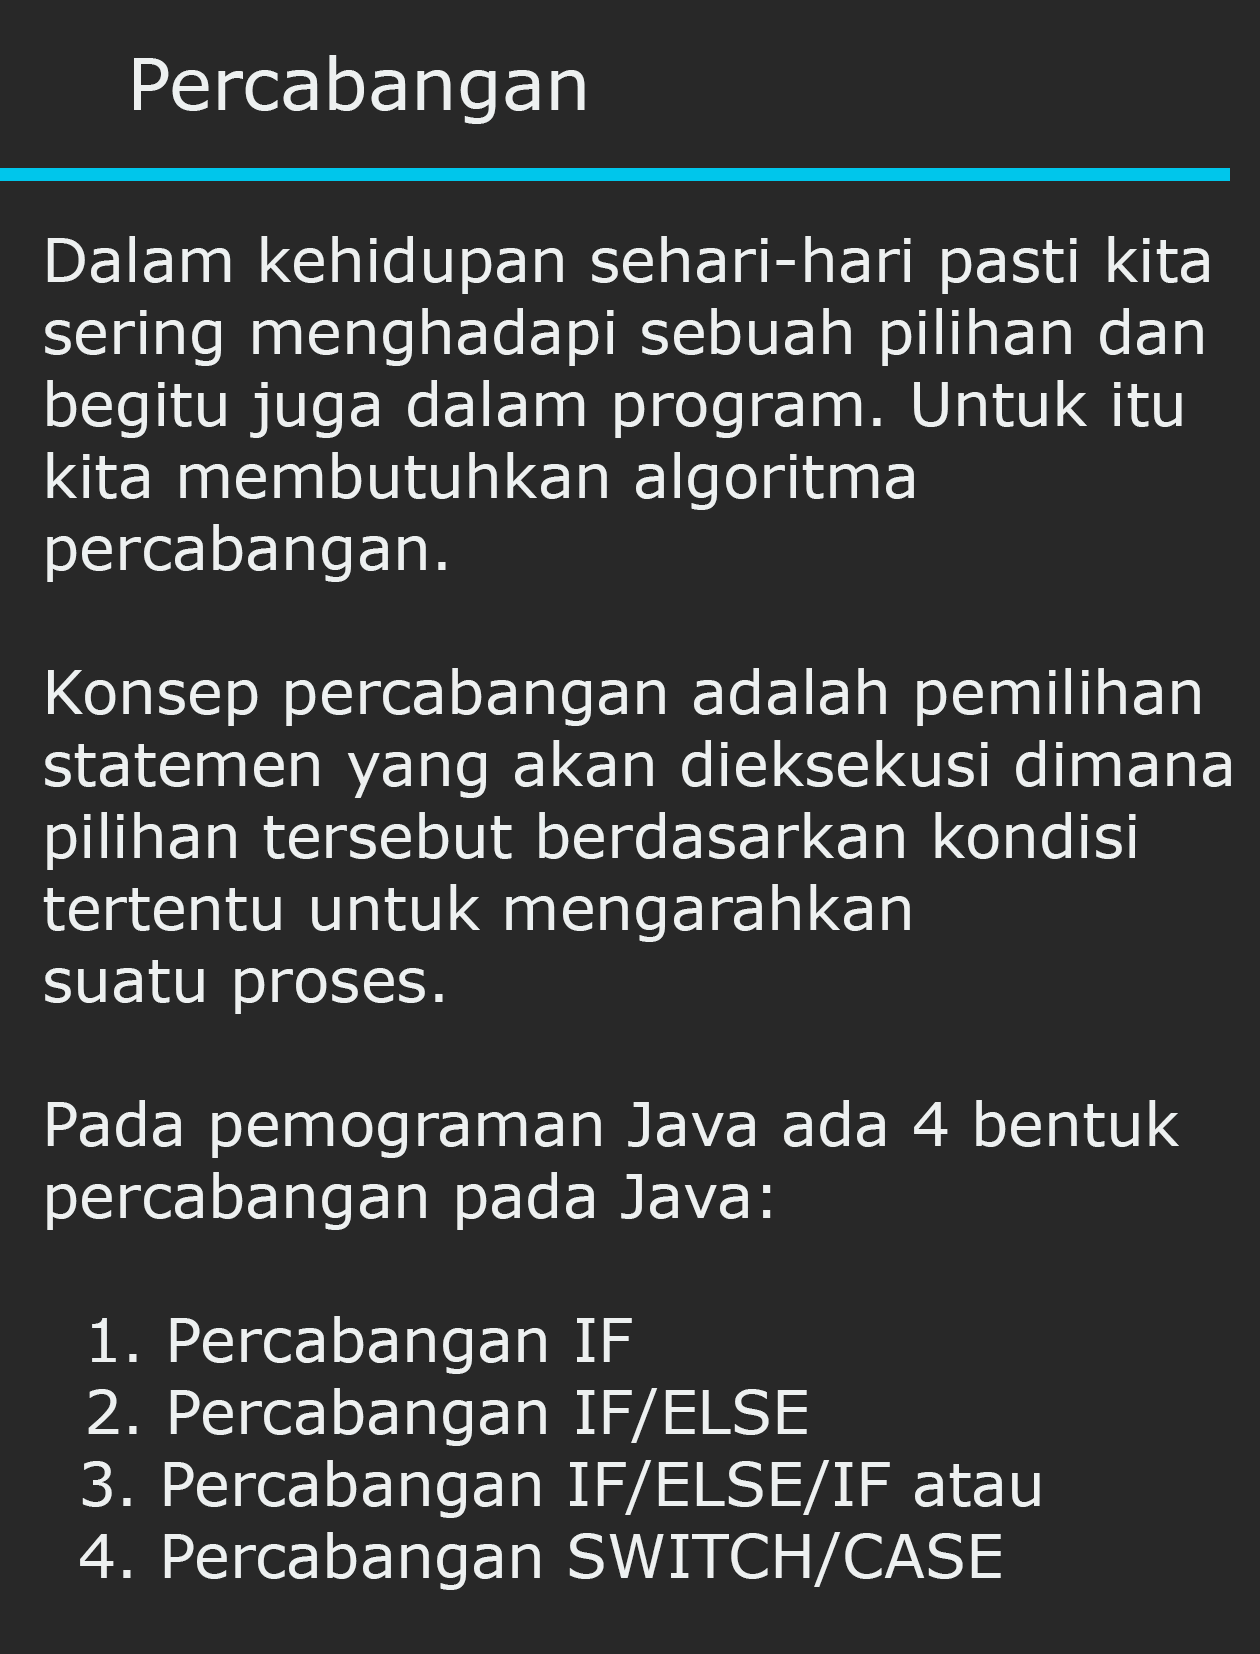 Percabangan
Dalam kehidupan sehari-hari pasti kita
sering menghadapi sebuah pilihan dan
begitu juga dalam program. Untuk itu
kita membutuhkan algoritma
percabangan.
Konsep percabangan adalah pemilihan
statemen yang akan dieksekusi dimana
pilihan tersebut berdasarkan kondisi
tertentu untuk mengarahkan
suatu proses.
Pada pemograman Java ada 4 bentuk
percabangan pada Java:
1. Percabangan IF
2. Percabangan IF/ELSE
3. Percabangan IF/ELSE/IF atau
4. Percabangan SWITCH/CASE